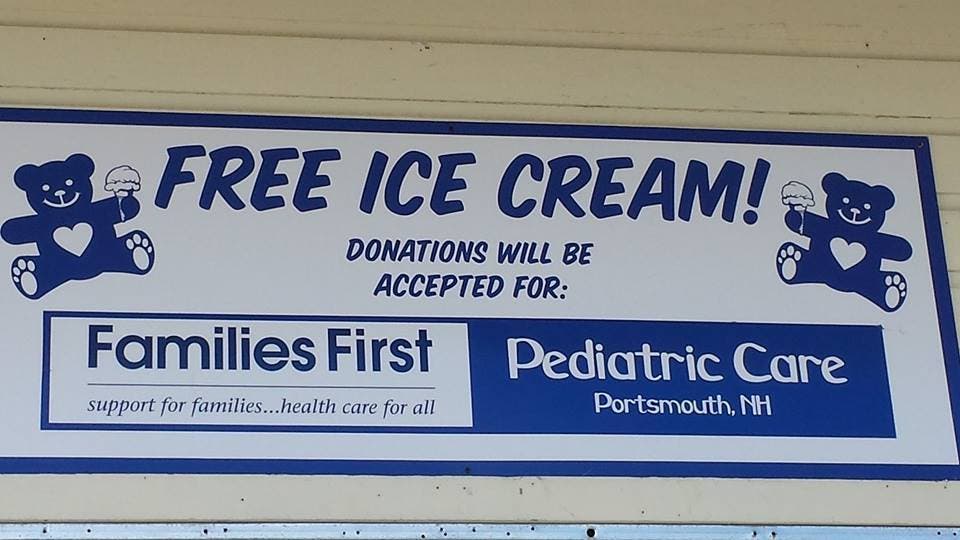 FREE ICE CREAM!
DONATIONS WILL BE
ACCEPTED FOR:
Families First
support for families...health care for all
Pediatric Care
Portsmouth, NH